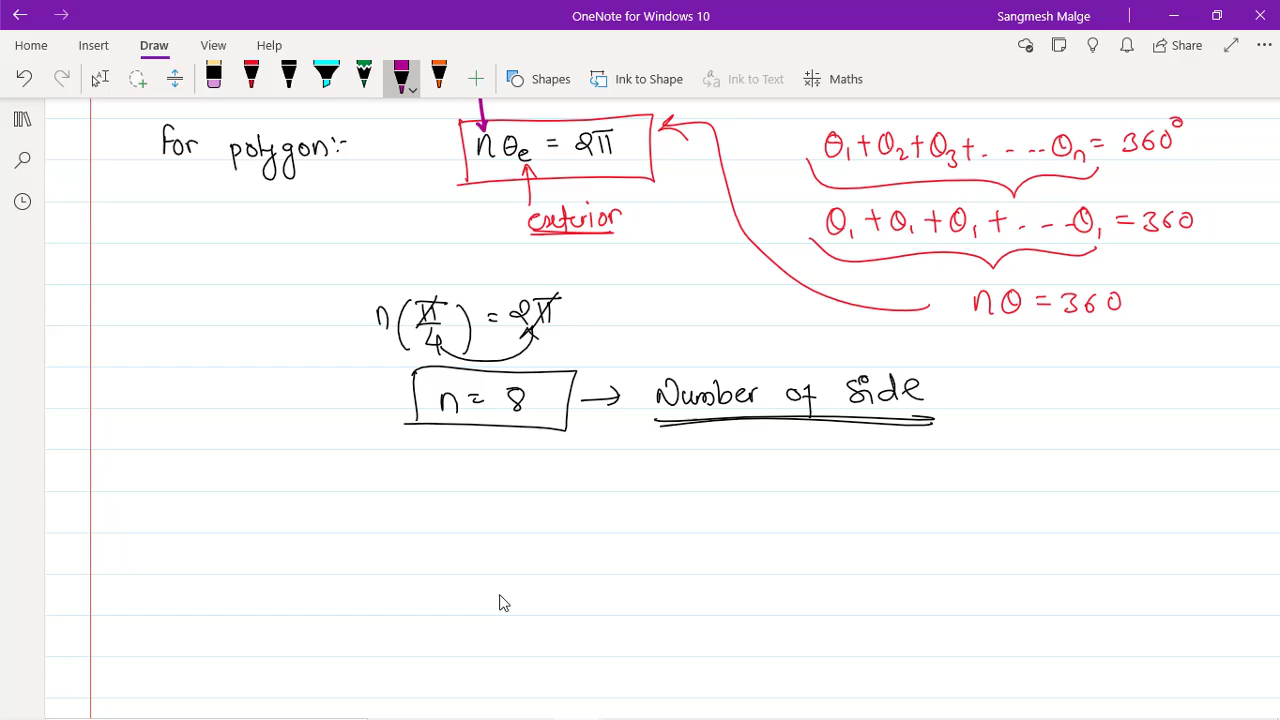 OneNote for Windows 10
Sangmesh Malge
Home Insert Draw View Help
Share
Shapes Ink to Shape Ink to Text Maths
For polygon:-
nθe = 2π
exterior
θ1+θ2+θ3+.......θn = 360°
θ1 + θ1 + θ1 + ....θ1 = 360
nθ = 360
n(π/4) = 2π
n = 8 → Number of Side